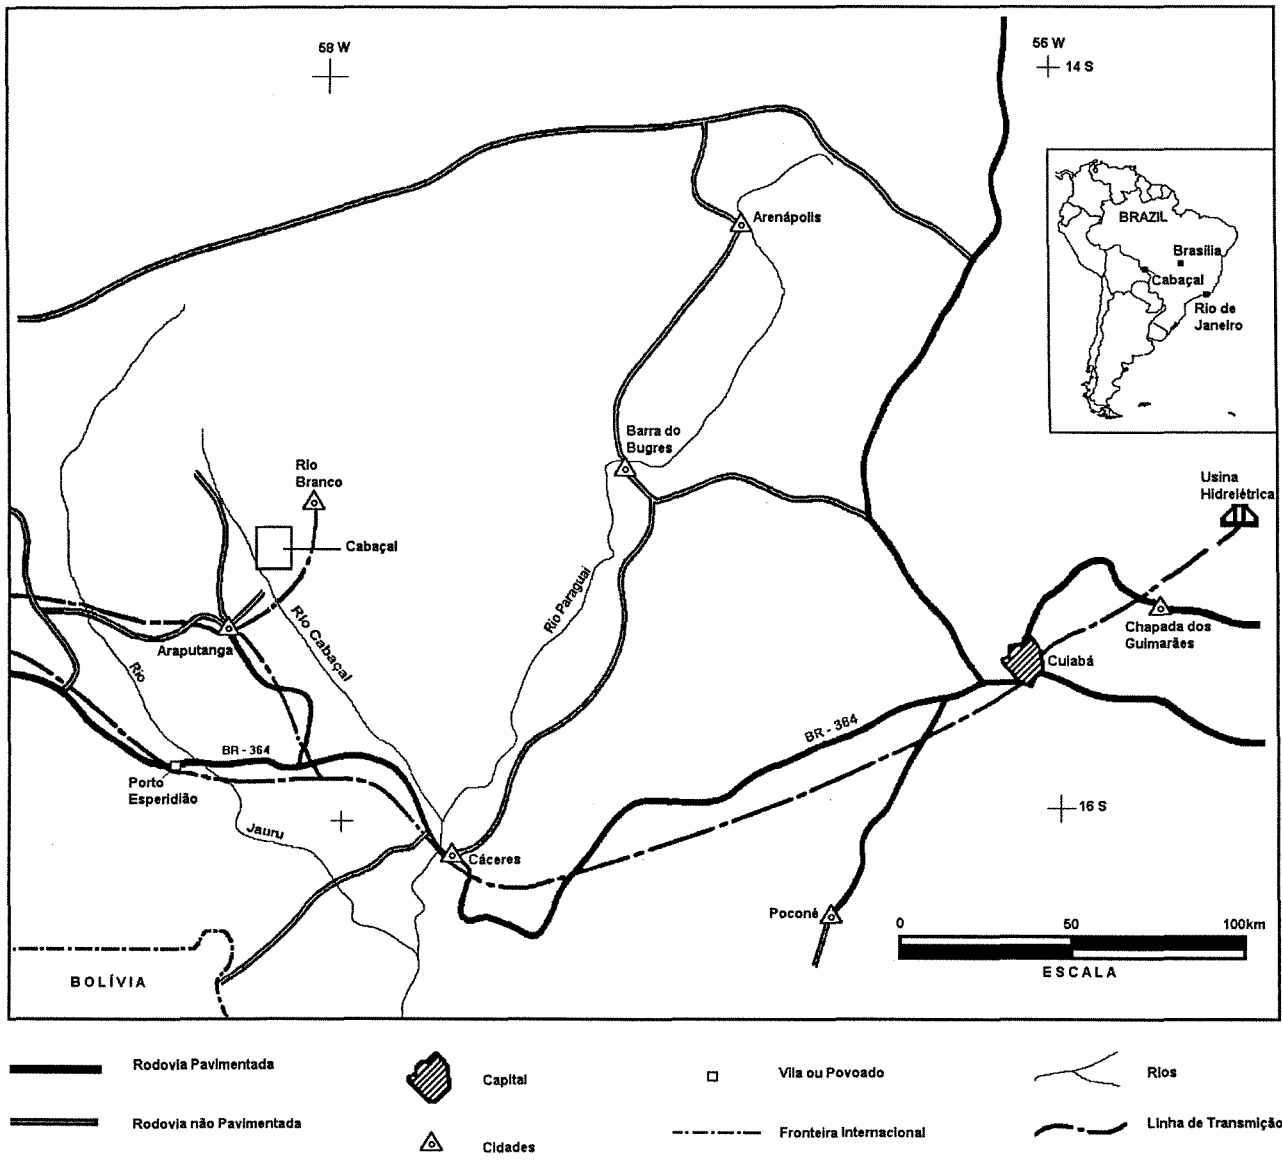 58 W
56 W
14 S
BRAZIL
Brasília
Cabaçal
Rio de
Janeiro
Arenápolis
Barra do
Bugres
Rio
Branco
Usina
Hidrelétrica
Cabaçal
Rio Paraguai
Rio Cabaçal
Chapada dos
Guimarães
Araputanga
Cuiabá
Rio
BR - 364
BR - 364
Porto
Esperidião
16 S
Jauru
Cáceres
Poconé
0 50 100km
ESCALA
BOLÍVIA
Rodovia Pavimentada
Capital
Vila ou Povoado
Rios
Rodovia não Pavimentada
Cidades
Fronteira Internacional
Linha de Transmição